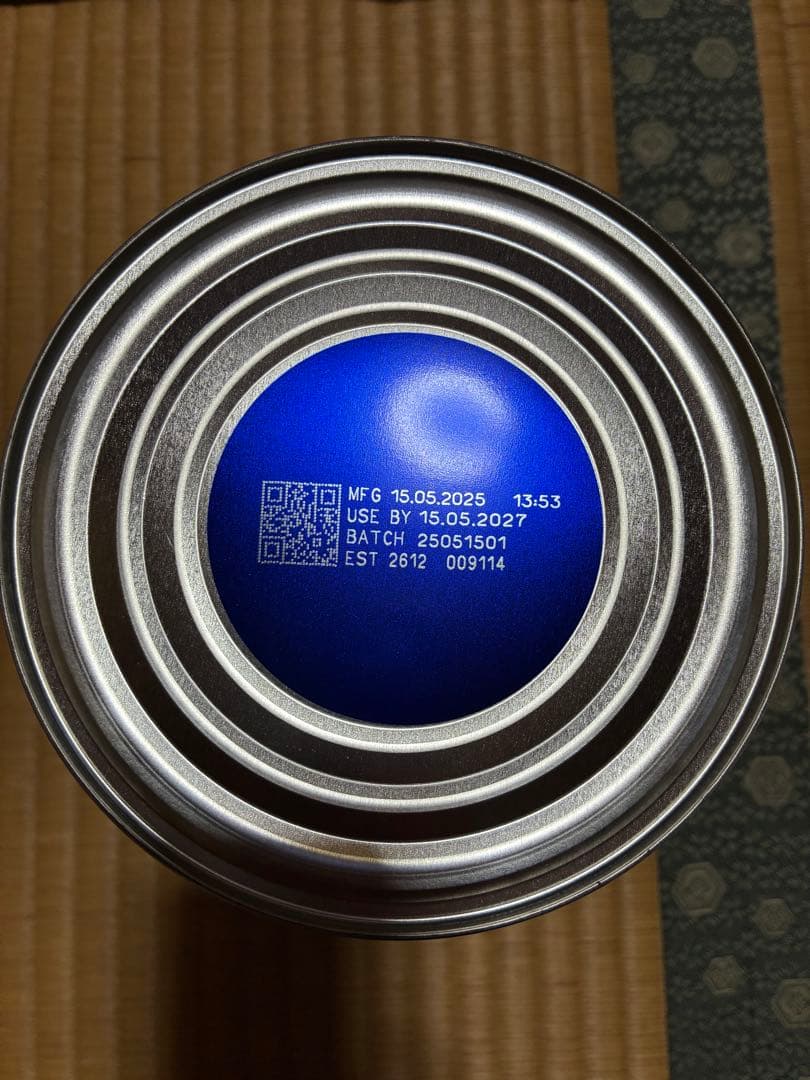 MFG 15.05.2025 13:53
USE BY 15.05.2027
BATCH 25051501
EST 2612 009114